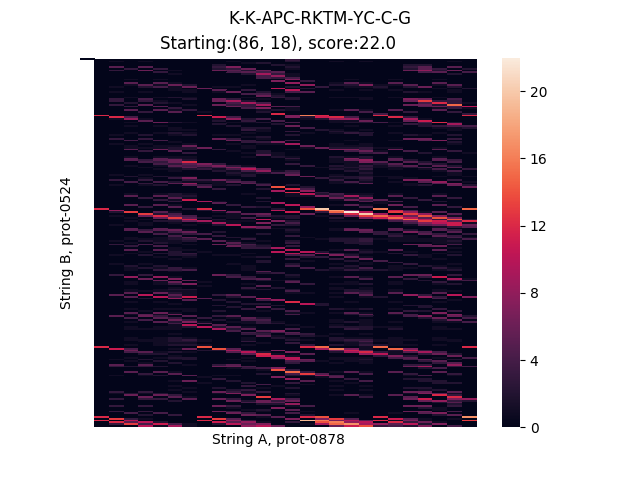 K-K-APC-RKTM-YC-C-G
Starting:(86, 18), score:22.0
String B, prot-0524
String A, prot-0878
20
16
12
8
4
0